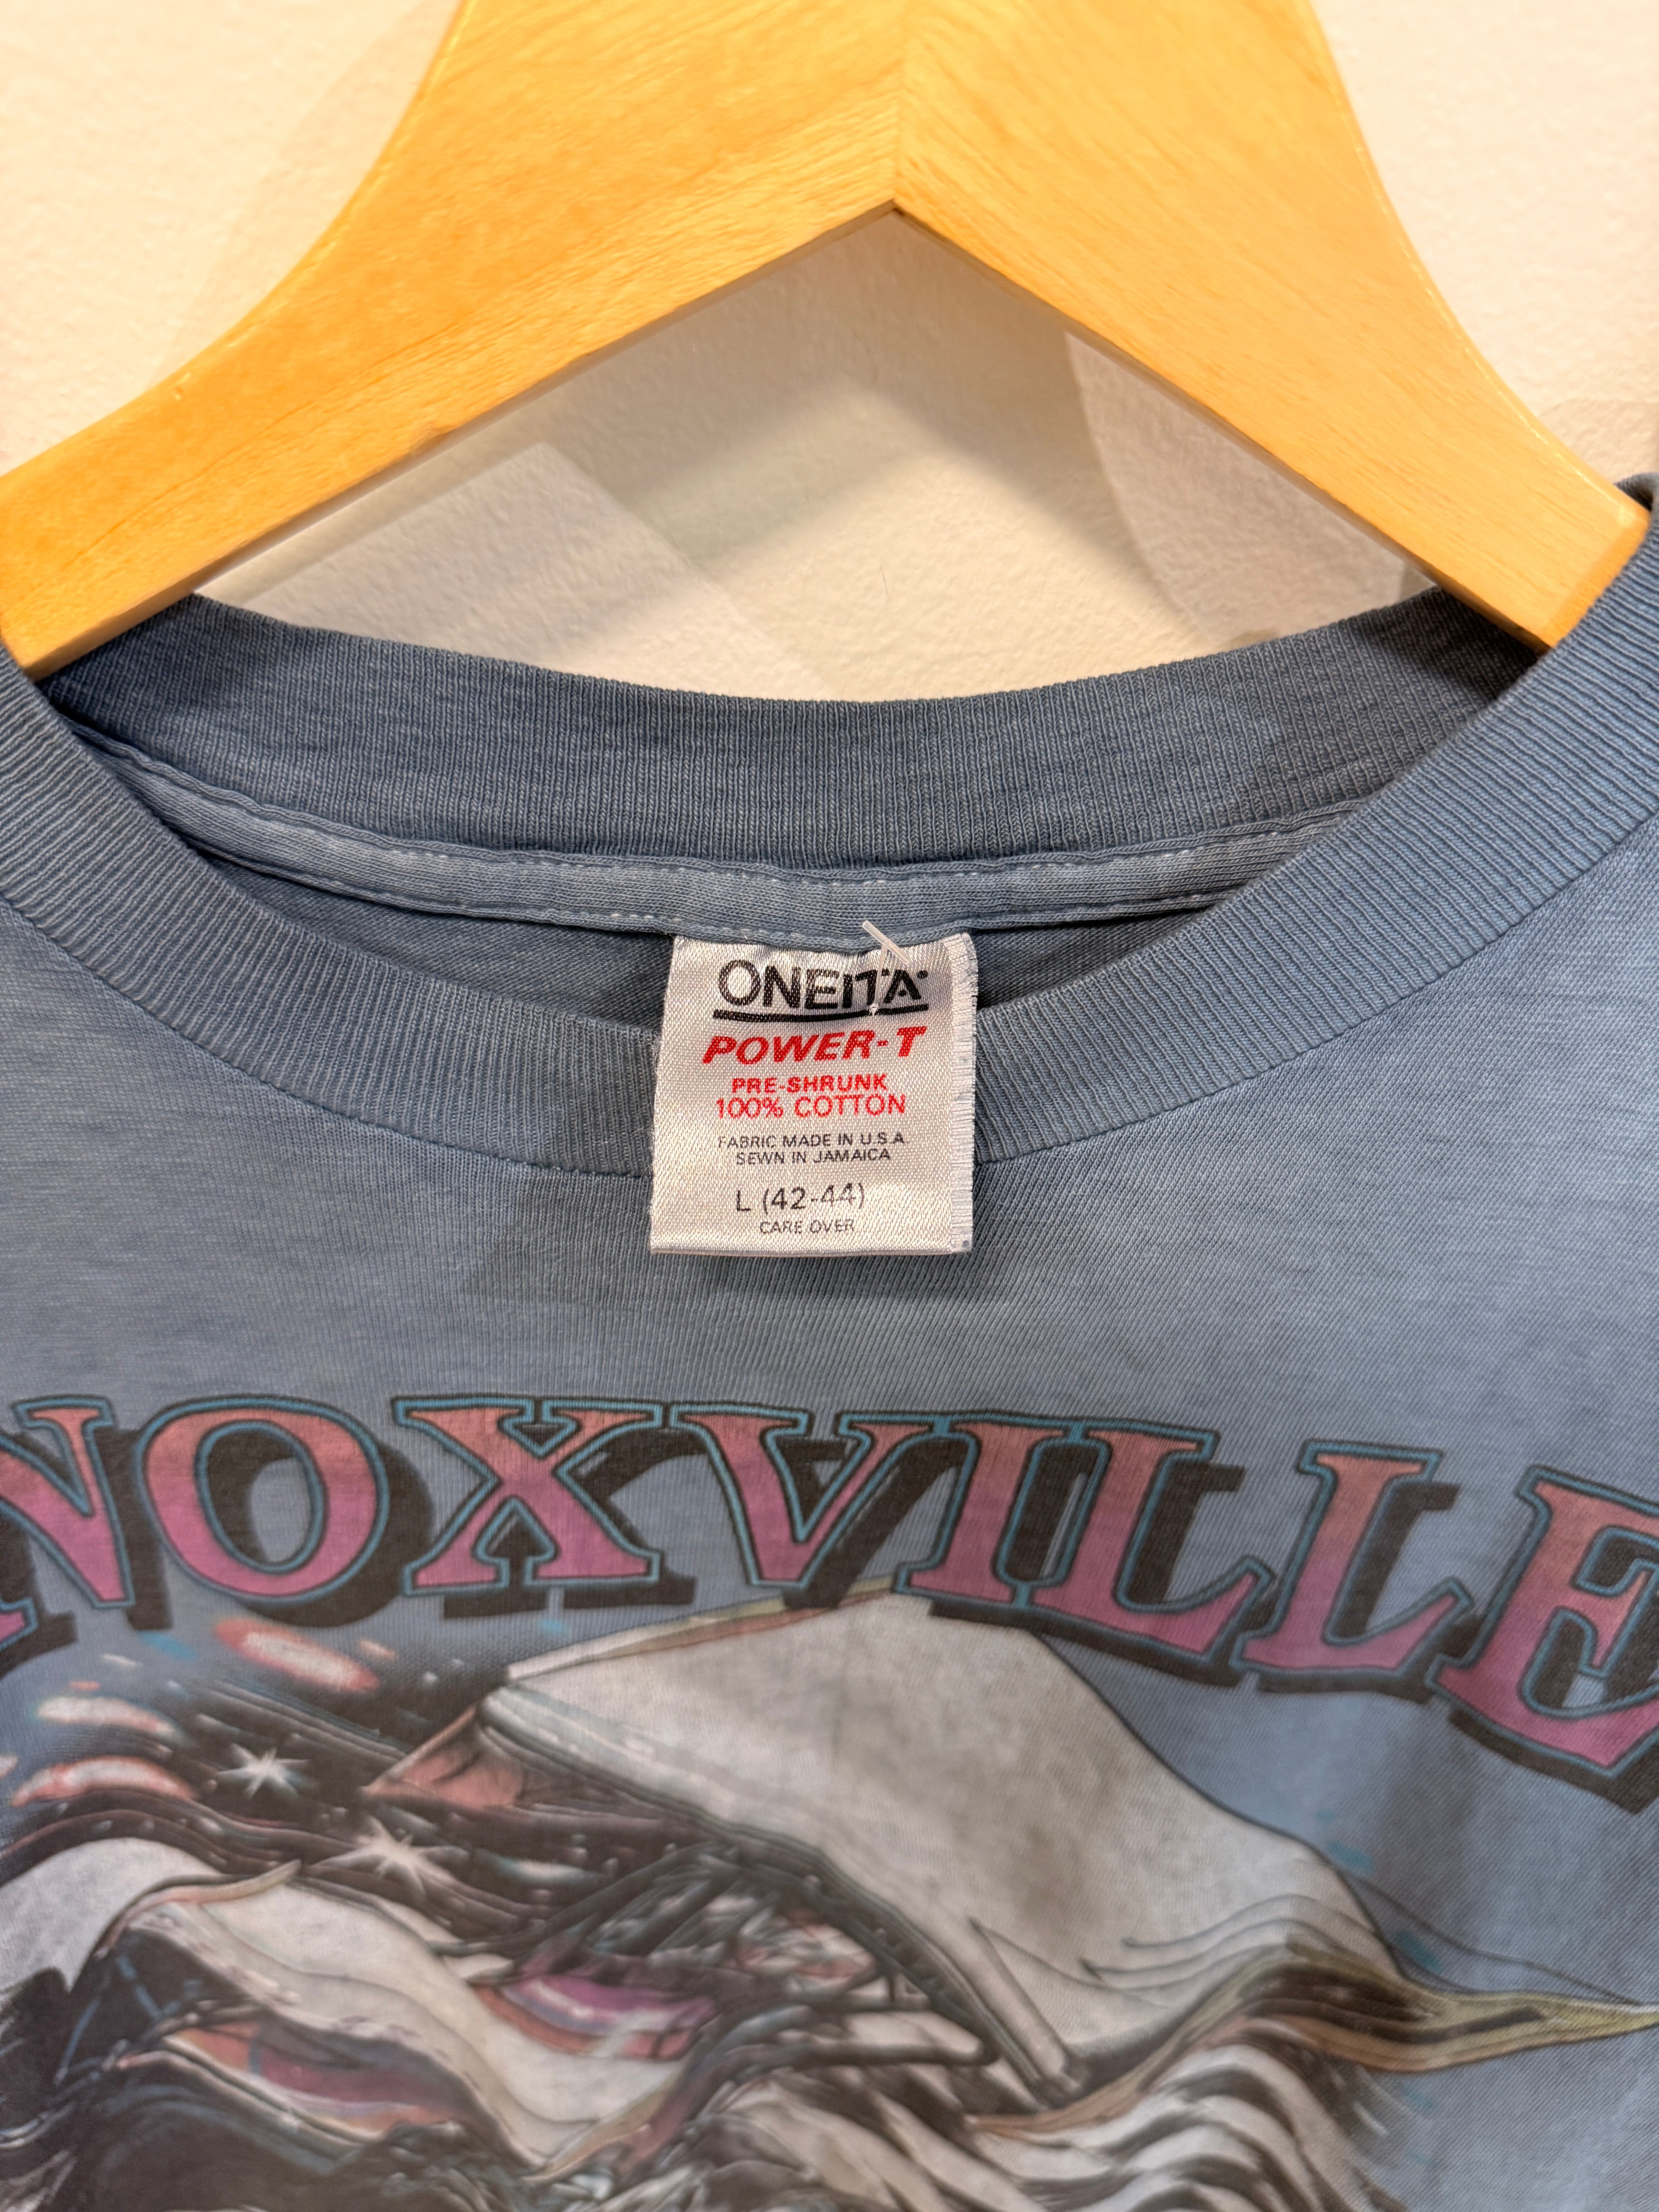 ONEITA®
POWER-T
PRE-SHRUNK
100% COTTON
FABRIC MADE IN U.S.A.
SEWN IN JAMAICA
L (42-44)
CARE OVER
NOXVILLE